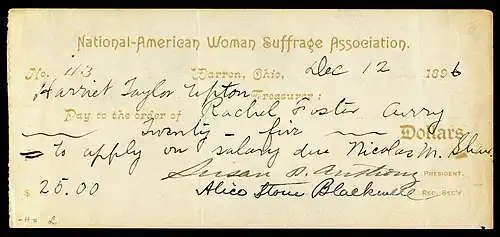 National-American Woman Suffrage Association.
No. 113 Warren, Ohio, Dec 12 1896
Harriet Taylor Upton Treasurer:
Pay to the order of Rachel Foster Avery
Twenty-five Dollars
to apply on salary due Nicolas M. Shaw.
Susan B. Anthony PRESIDENT.
$ 25.00 Alice Stone Blackwell REC. SEC'Y.